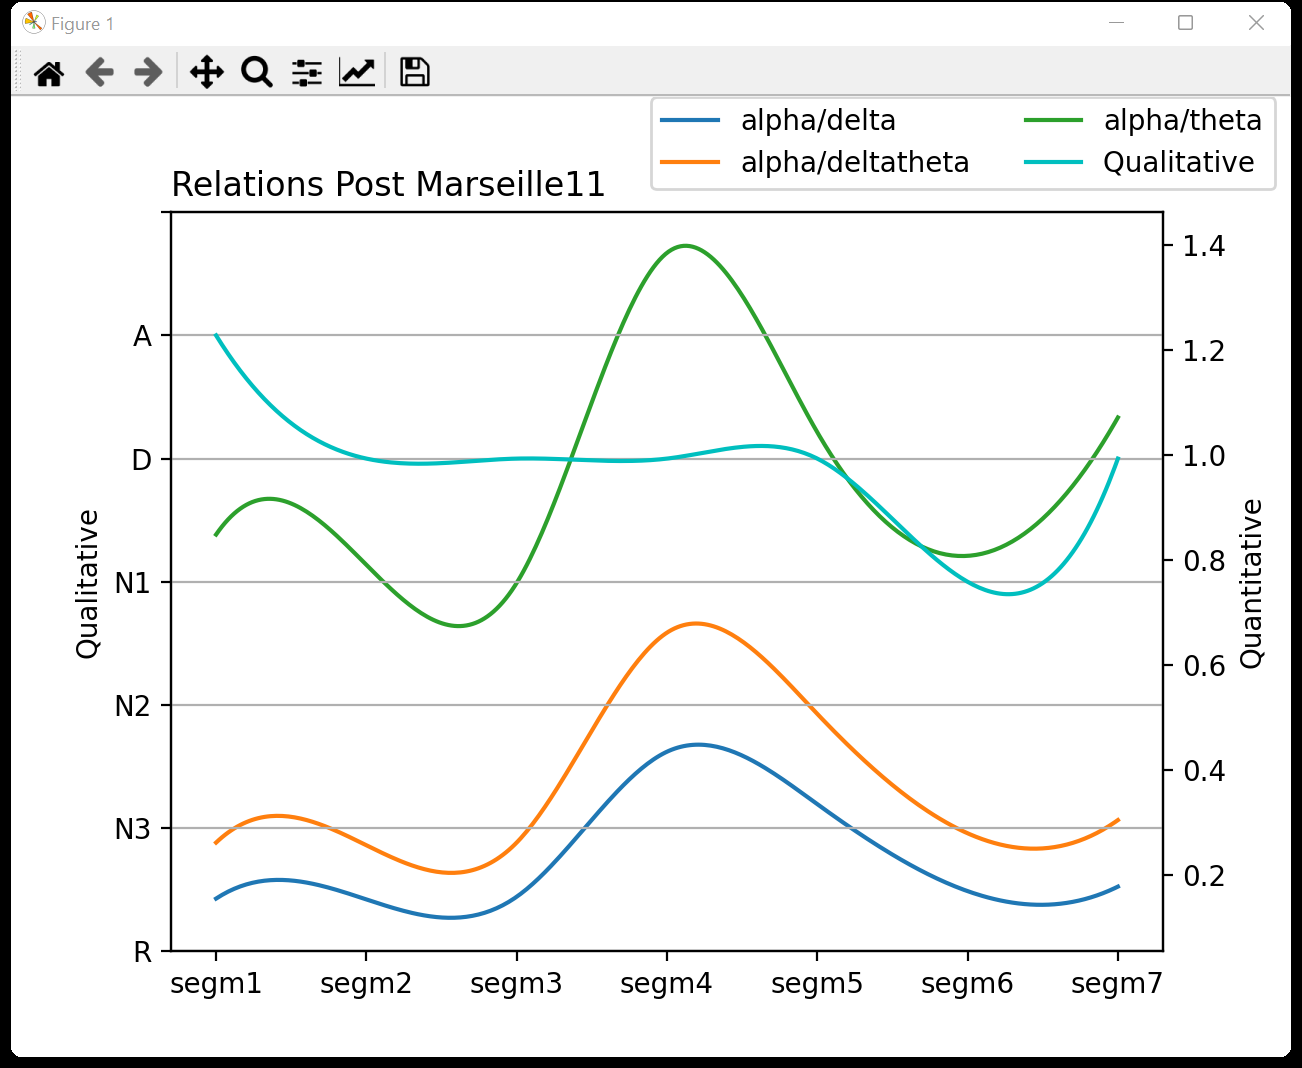 Figure 1
alpha/delta
alpha/deltatheta
alpha/theta
Qualitative
Relations Post Marseille11
Qualitative
A
D
N1
N2
N3
R
1.4
1.2
1.0
0.8
0.6
0.4
0.2
Quantitative
segm1 segm2 segm3 segm4 segm5 segm6 segm7